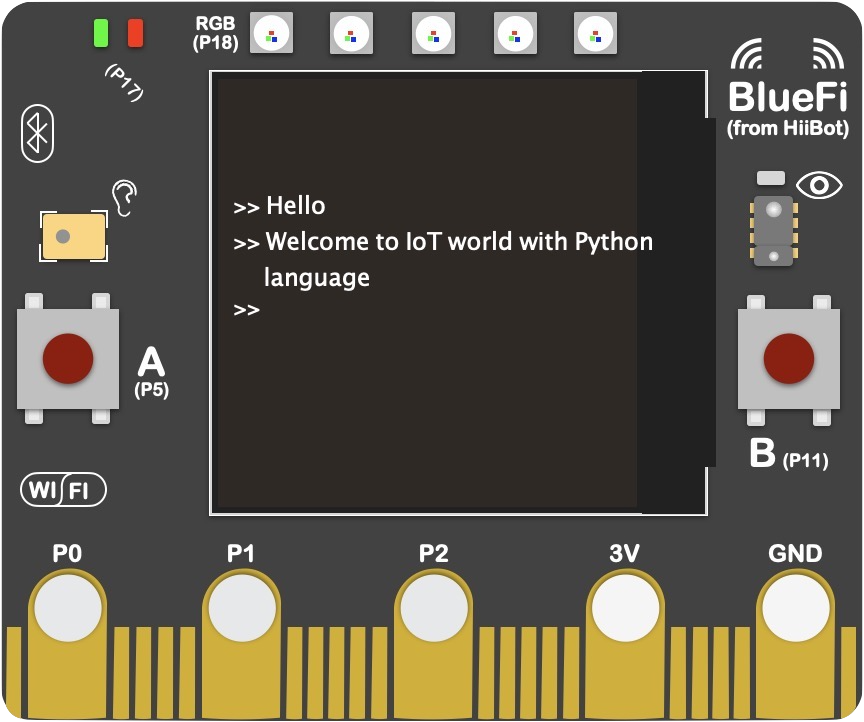 RGB
(P18)
(P17)
BlueFi
(from HiiBot)
>> Hello
>> Welcome to IoT world with Python
language
>>
A
(P5)
B (P11)
WI FI
P0 P1 P2 3V GND